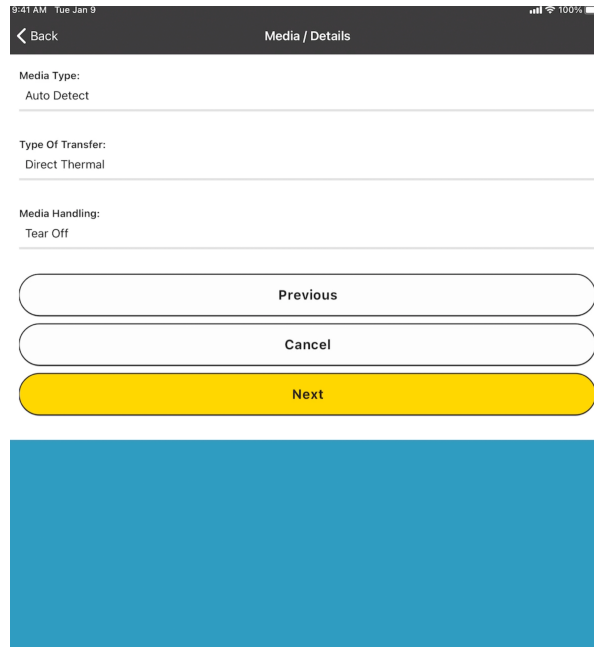 9:41 AM Tue Jan 9 100%
Back Media / Details
Media Type:
Auto Detect
Type Of Transfer:
Direct Thermal
Media Handling:
Tear Off
Previous
Cancel
Next